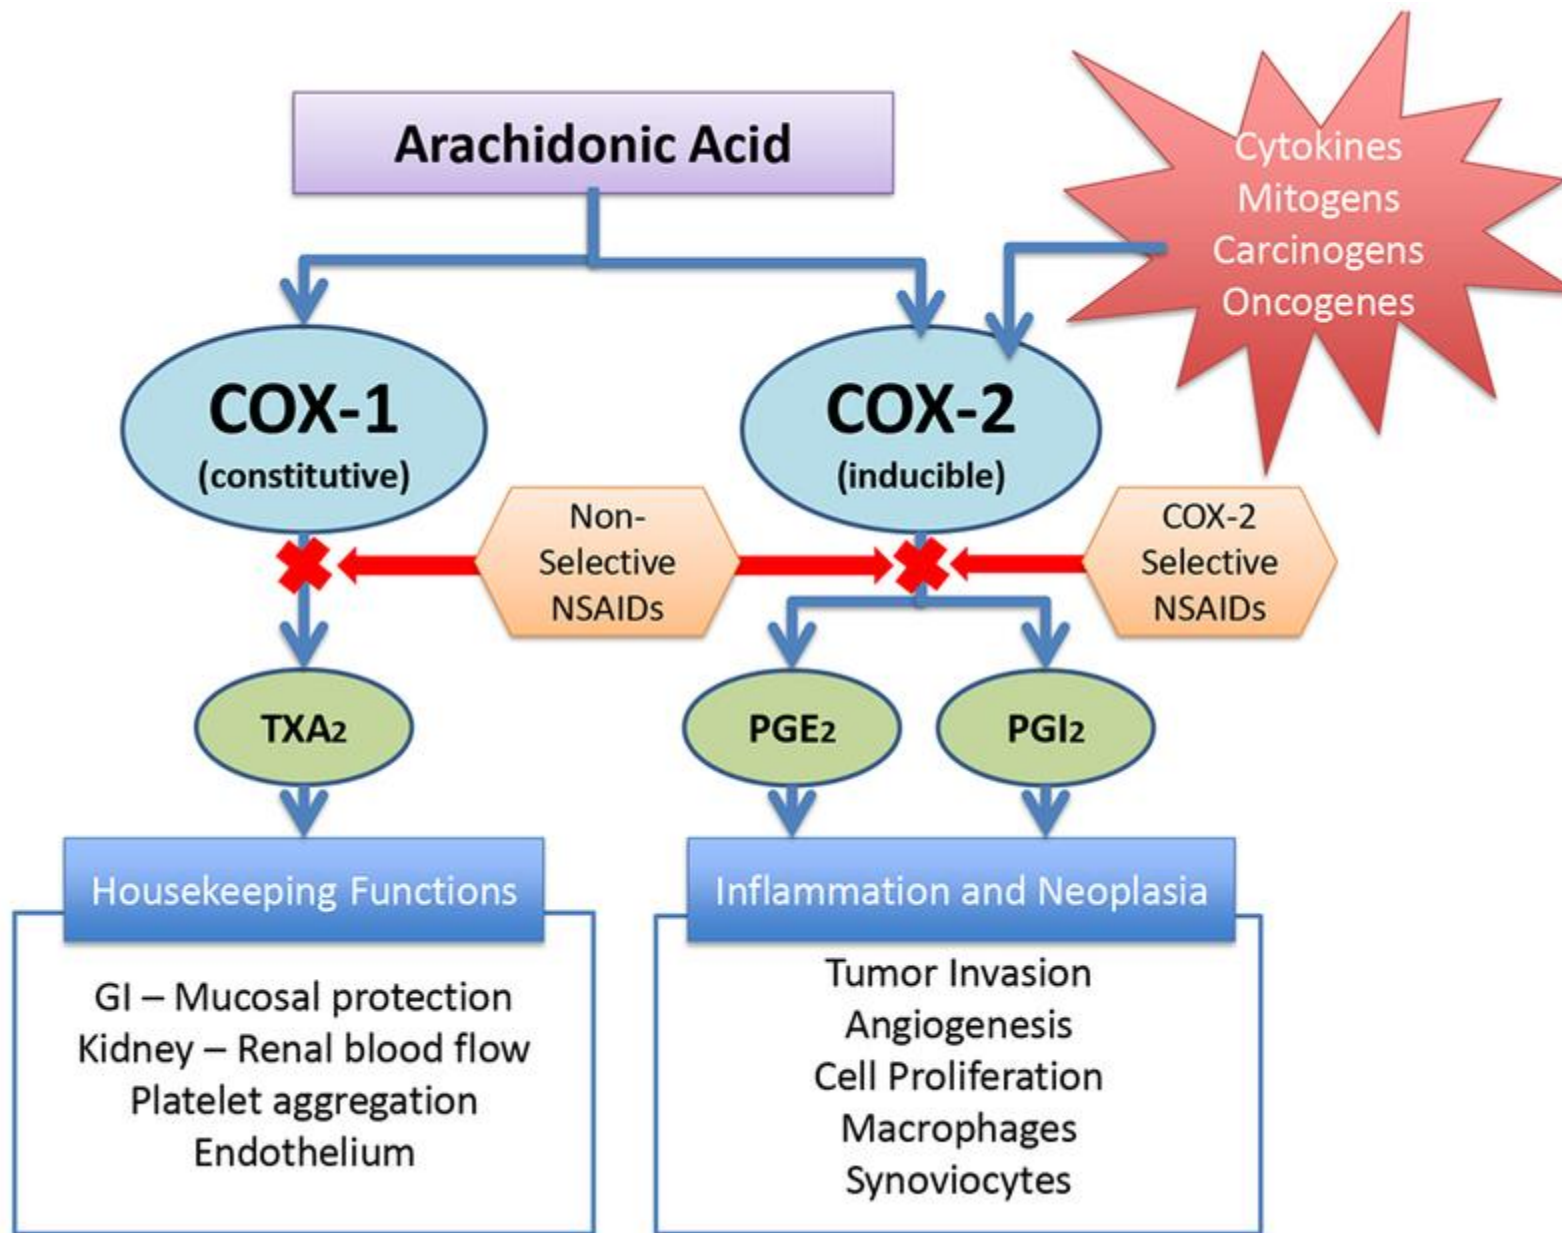 Arachidonic Acid
Cytokines
Mitogens
Carcinogens
Oncogenes
COX-1
(constitutive)
COX-2
(inducible)
Non-
Selective
NSAIDs
COX-2
Selective
NSAIDs
TXA2
PGE2
PGI2
Housekeeping Functions
GI – Mucosal protection
Kidney – Renal blood flow
Platelet aggregation
Endothelium
Inflammation and Neoplasia
Tumor Invasion
Angiogenesis
Cell Proliferation
Macrophages
Synoviocytes